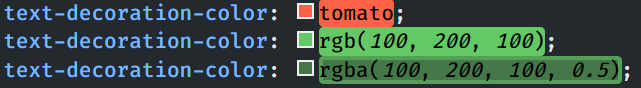 text-decoration-color: tomato;
text-decoration-color: rgb(100, 200, 100);
text-decoration-color: rgba(100, 200, 100, 0.5);